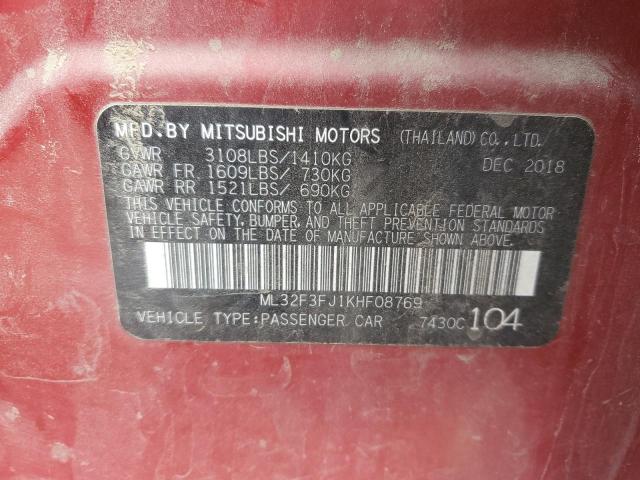 MFD.BY MITSUBISHI MOTORS (THAILAND)CO.,LTD.
GVWR 3108LBS/1410KG DEC 2018
GAWR FR 1609LBS/ 730KG
GAWR RR 1521LBS/ 690KG
THIS VEHICLE CONFORMS TO ALL APPLICABLE FEDERAL MOTOR
VEHICLE SAFETY, BUMPER, AND THEFT PREVENTION STANDARDS
IN EFFECT ON THE DATE OF MANUFACTURE SHOWN ABOVE.
ML32F3FJ1KHF08769
VEHICLE TYPE:PASSENGER CAR 7430C 104